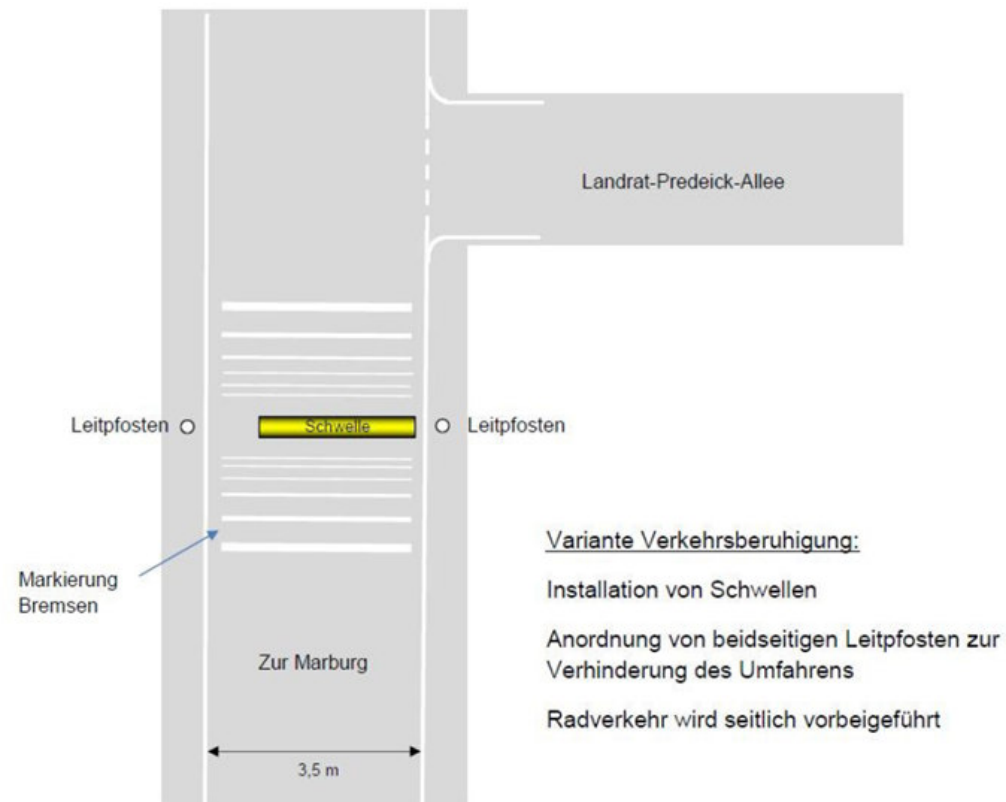 Landrat-Predeick-Allee
Leitpfosten
Schwelle
Leitpfosten
Markierung
Bremsen
Zur Marburg
3,5 m
Variante Verkehrsberuhigung:
Installation von Schwellen
Anordnung von beidseitigen Leitpfosten zur
Verhinderung des Umfahrens
Radverkehr wird seitlich vorbeigeführt